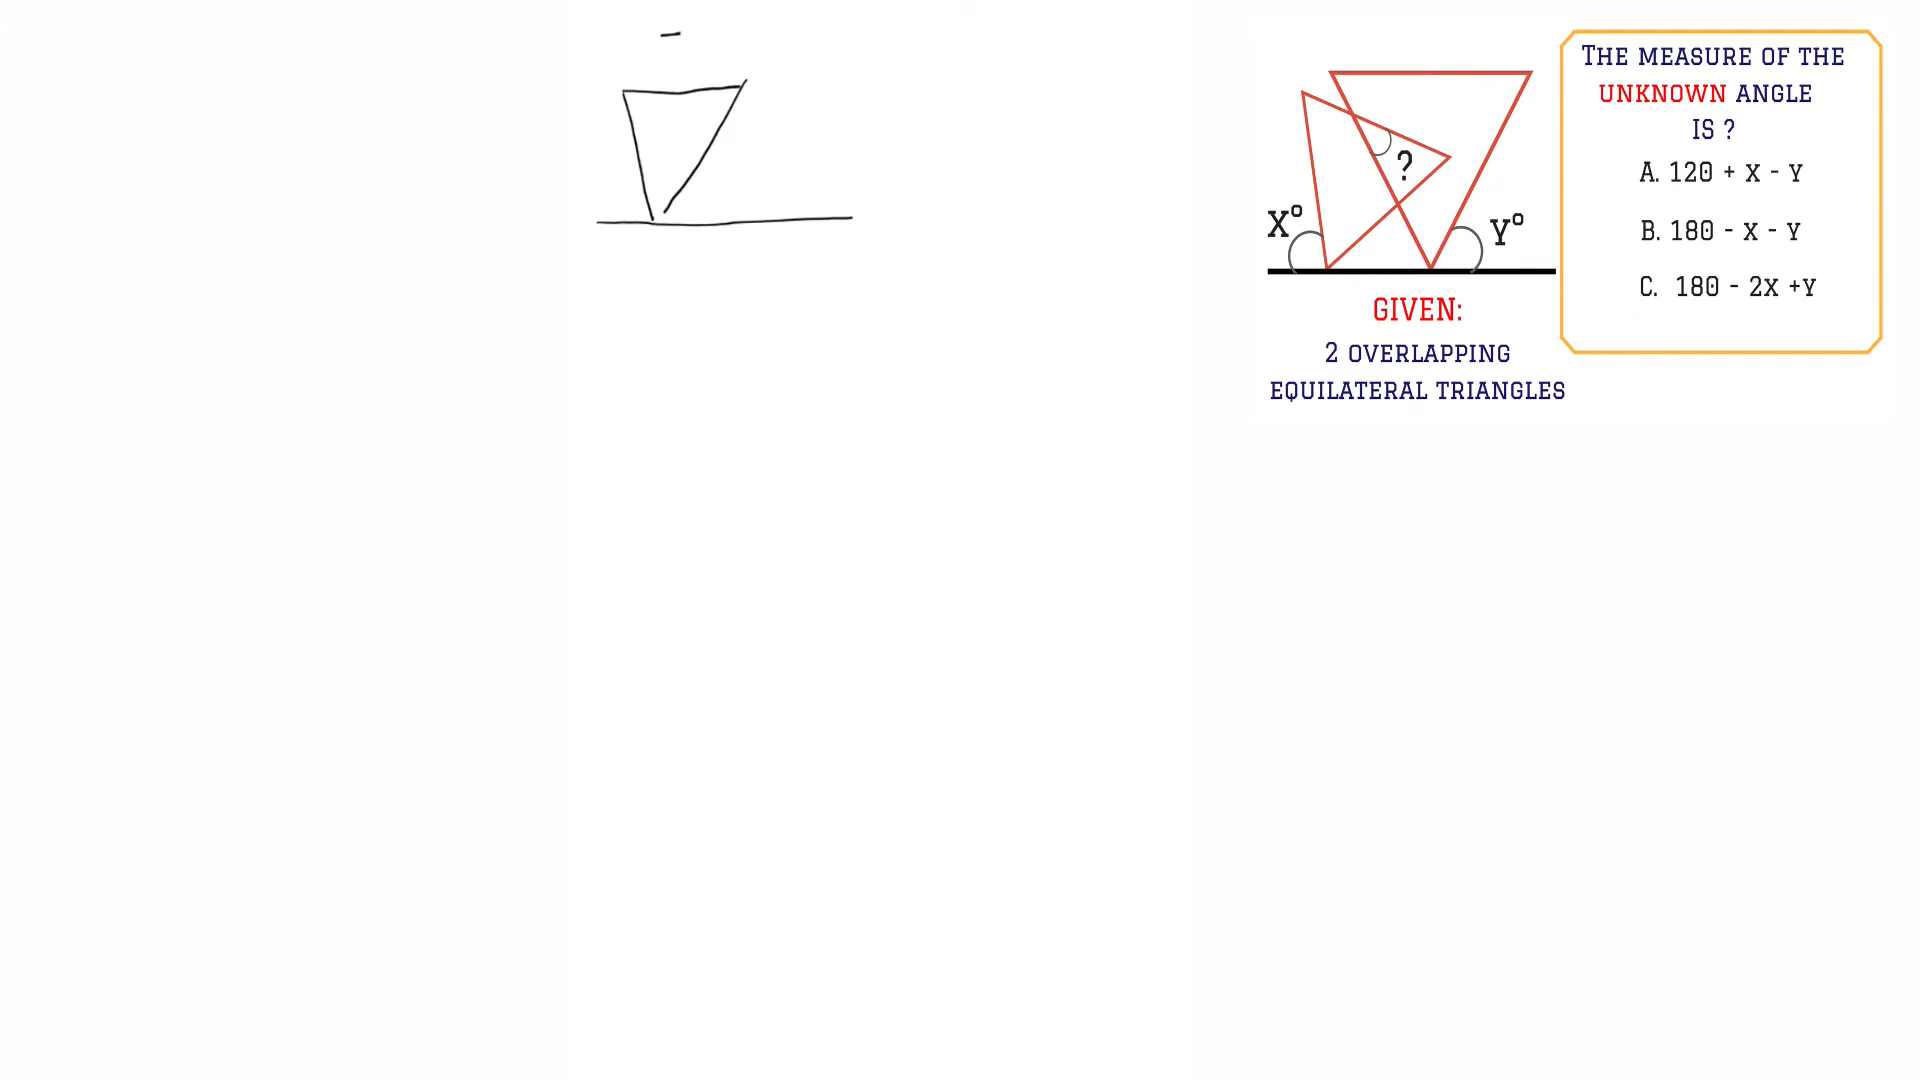 THE MEASURE OF THE
UNKNOWN ANGLE
IS ?
A. 120 + X - Y
B. 180 - X - Y
C. 180 - 2X +Y
?
X°
Y°
GIVEN:
2 OVERLAPPING
EQUILATERAL TRIANGLES